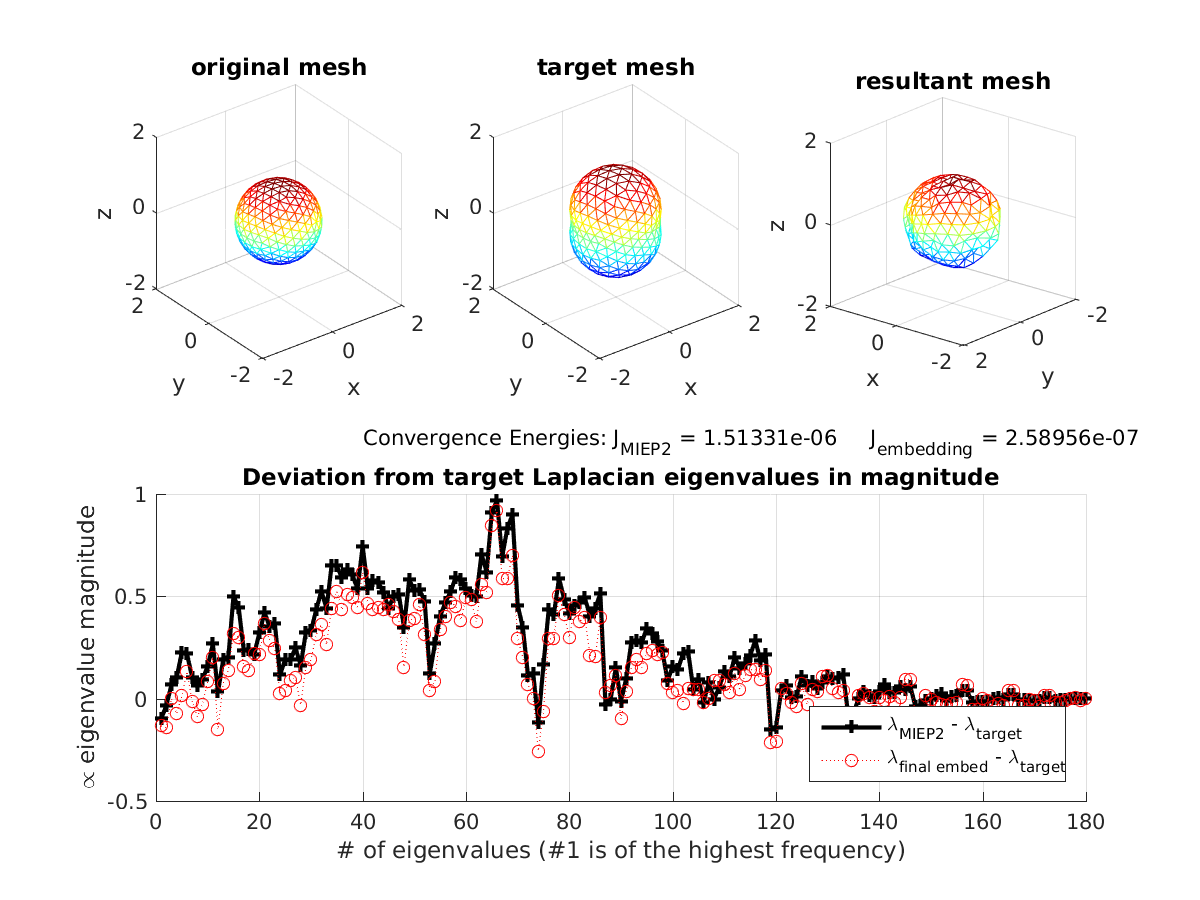 original mesh
target mesh
resultant mesh
2
0
-2
z
2
0
-2
y
-2
0
2
x
2
0
-2
z
2
0
-2
y
-2
0
2
x
2
0
-2
z
2
0
-2
x
2
0
-2
y
Convergence Energies: J_MIEP2 = 1.51331e-06 J_embedding = 2.58956e-07
Deviation from target Laplacian eigenvalues in magnitude
1
0.5
0
-0.5
∝ eigenvalue magnitude
λ_MIEP2 - λ_target
λ_final embed - λ_target
0 20 40 60 80 100 120 140 160 180
# of eigenvalues (#1 is of the highest frequency)